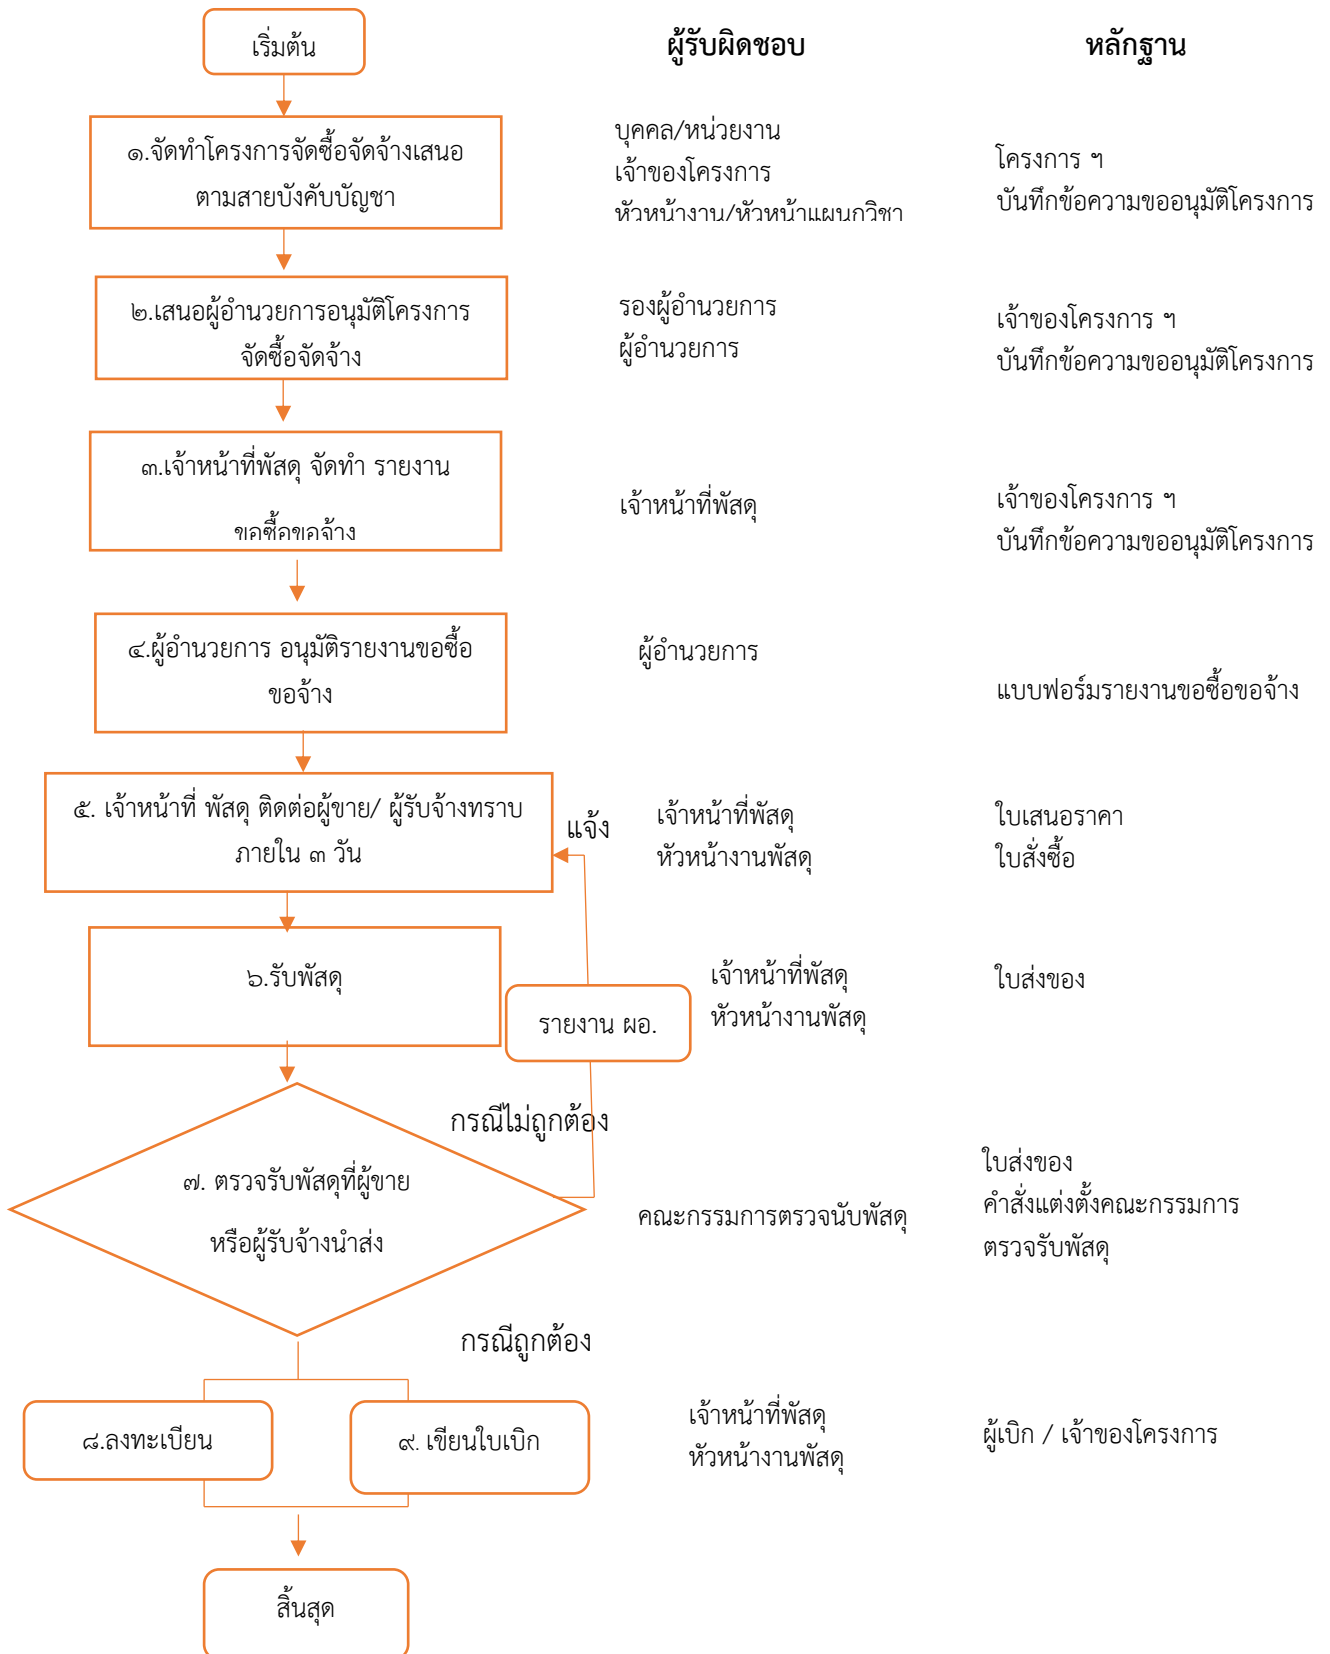 เริ่มต้น
ผู้รับผิดชอบ
หลักฐาน
๑.จัดทำโครงการจัดซื้อจัดจ้างเสนอ
ตามสายบังคับบัญชา
บุคคล/หน่วยงาน
เจ้าของโครงการ
หัวหน้างาน/หัวหน้าแผนกวิชา
โครงการ ฯ
บันทึกข้อความขออนุมัติโครงการ
๒.เสนอผู้อำนวยการอนุมัติโครงการ
จัดซื้อจัดจ้าง
รองผู้อำนวยการ
ผู้อำนวยการ
เจ้าของโครงการ ฯ
บันทึกข้อความขออนุมัติโครงการ
๓.เจ้าหน้าที่พัสดุ จัดทำ รายงาน
ขอซื้อขอจ้าง
เจ้าหน้าที่พัสดุ
เจ้าของโครงการ ฯ
บันทึกข้อความขออนุมัติโครงการ
๔.ผู้อำนวยการ อนุมัติรายงานขอซื้อ
ขอจ้าง
ผู้อำนวยการ
แบบฟอร์มรายงานขอซื้อขอจ้าง
๕. เจ้าหน้าที่ พัสดุ ติดต่อผู้ขาย/ ผู้รับจ้างทราบ
ภายใน ๓ วัน
แจ้ง
เจ้าหน้าที่พัสดุ
หัวหน้างานพัสดุ
ใบเสนอราคา
ใบสั่งซื้อ
๖.รับพัสดุ
รายงาน ผอ.
เจ้าหน้าที่พัสดุ
หัวหน้างานพัสดุ
ใบส่งของ
กรณีไม่ถูกต้อง
๗. ตรวจรับพัสดุที่ผู้ขาย
หรือผู้รับจ้างนำส่ง
คณะกรรมการตรวจนับพัสดุ
ใบส่งของ
คำสั่งแต่งตั้งคณะกรรมการ
ตรวจรับพัสดุ
กรณีถูกต้อง
๘.ลงทะเบียน
๙. เขียนใบเบิก
เจ้าหน้าที่พัสดุ
หัวหน้างานพัสดุ
ผู้เบิก / เจ้าของโครงการ
สิ้นสุด